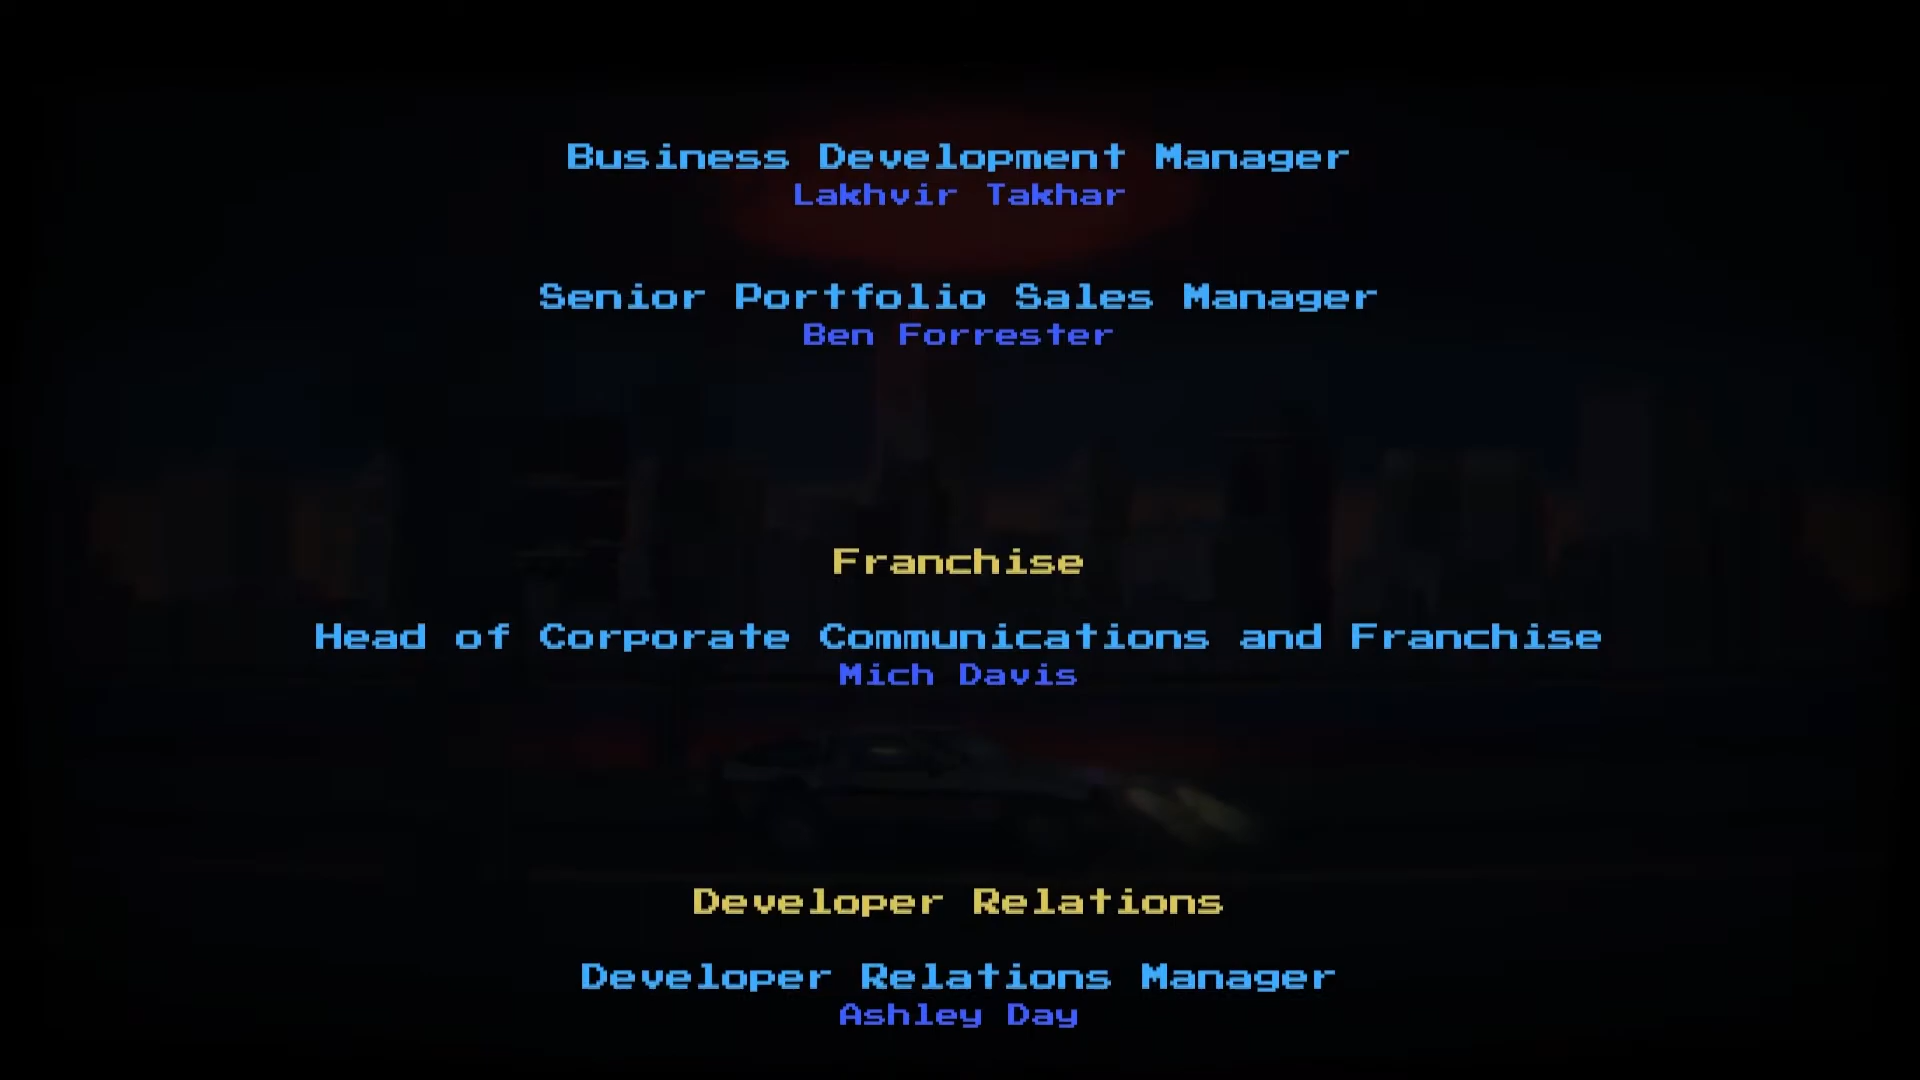 Business Development Manager
Lakhvir Takhar
Senior Portfolio Sales Manager
Ben Forrester
Franchise
Head of Corporate Communications and Franchise
Mich Davis
Developer Relations
Developer Relations Manager
Ashley Day